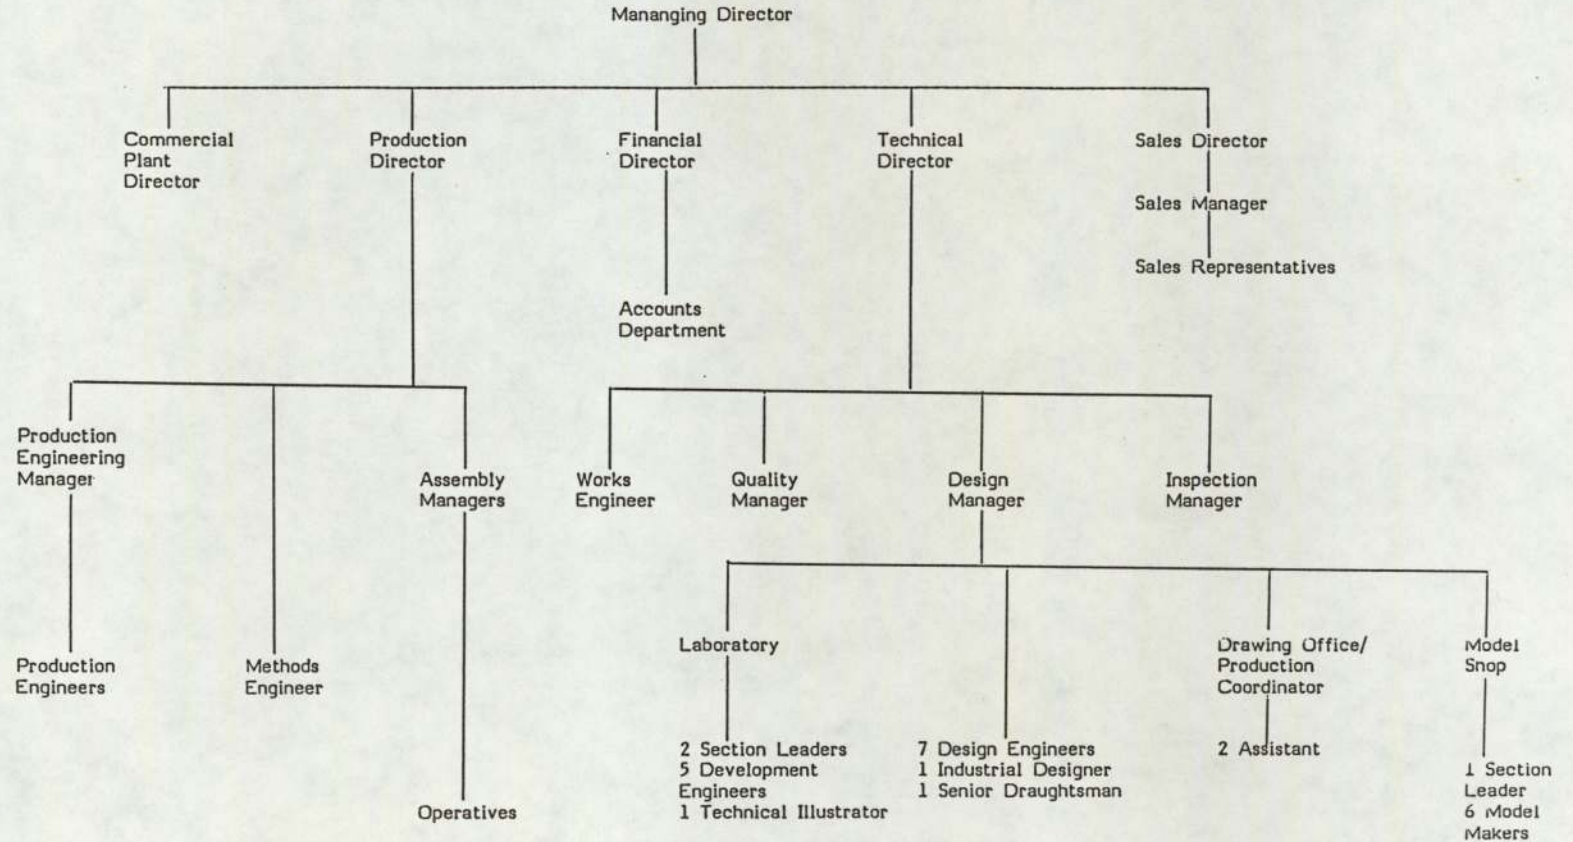 Mananging Director
Commercial
Plant
Director
Production
Director
Financial
Director
Technical
Director
Sales Director
Sales Manager
Sales Representatives
Accounts
Department
Production
Engineering
Manager
Assembly
Managers
Works
Engineer
Quality
Manager
Design
Manager
Inspection
Manager
Production
Engineers
Methods
Engineer
Operatives
Laboratory
2 Section Leaders
5 Development
Engineers
1 Technical Illustrator
7 Design Engineers
1 Industrial Designer
1 Senior Draughtsman
Drawing Office/
Production
Coordinator
2 Assistant
Model
Snop
1 Section
Leader
6 Model
Makers